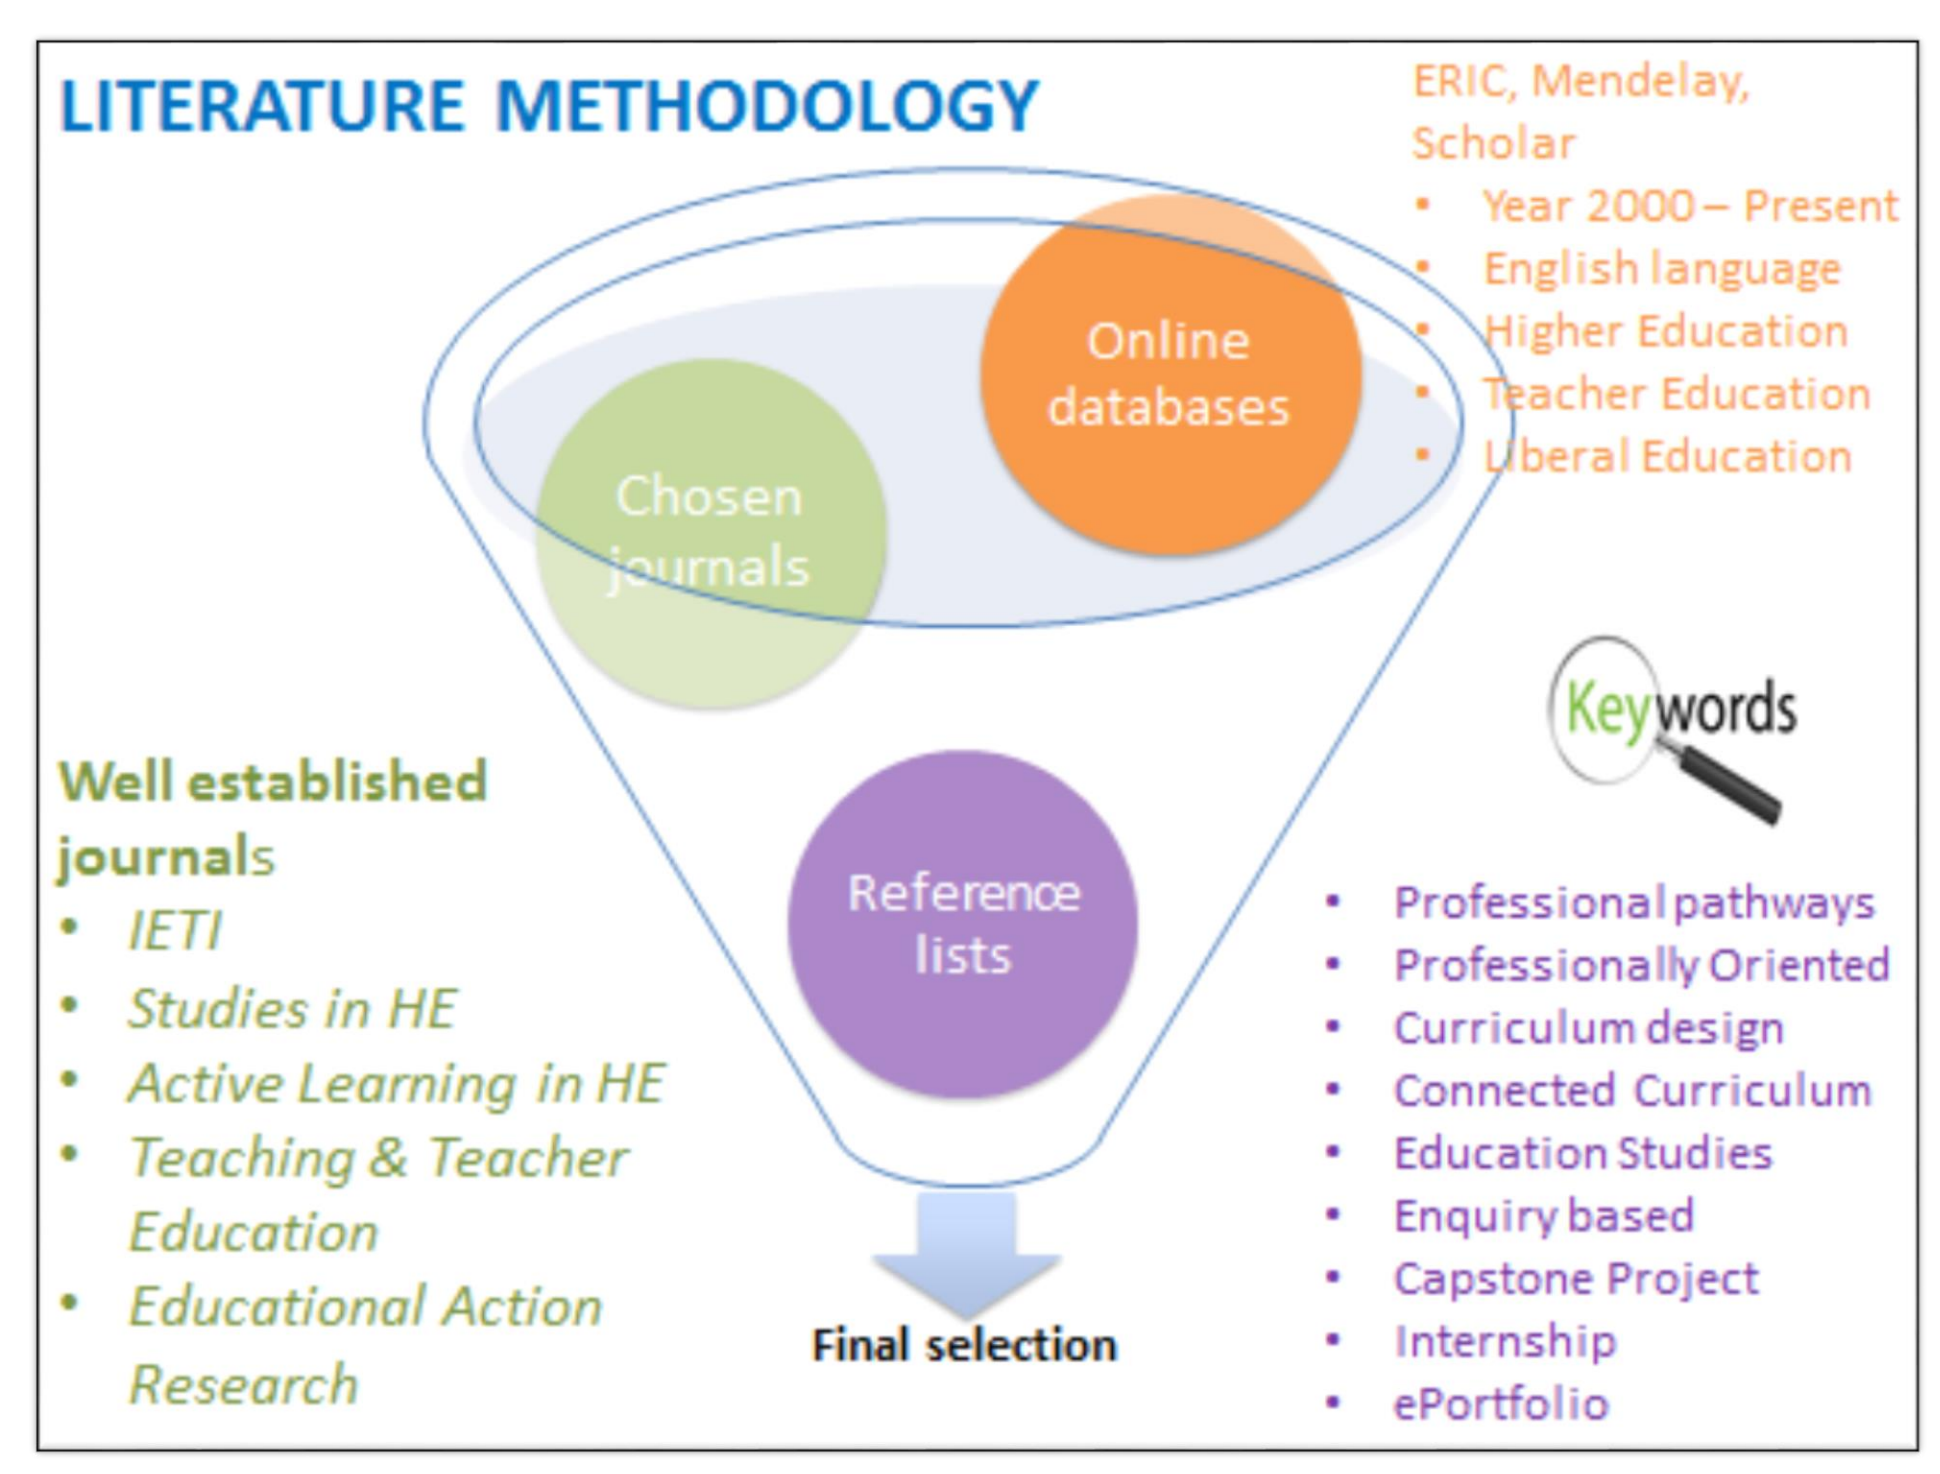 LITERATURE METHODOLOGY
ERIC, Mendelay,
Scholar
• Year 2000 – Present
• English language
• Higher Education
• Teacher Education
• Liberal Education
Online
databases
Chosen
journals
Keywords
Well established
journals
• IETI
• Studies in HE
• Active Learning in HE
• Teaching & Teacher
Education
• Educational Action
Research
Reference
lists
Final selection
• Professional pathways
• Professionally Oriented
• Curriculum design
• Connected Curriculum
• Education Studies
• Enquiry based
• Capstone Project
• Internship
• ePortfolio